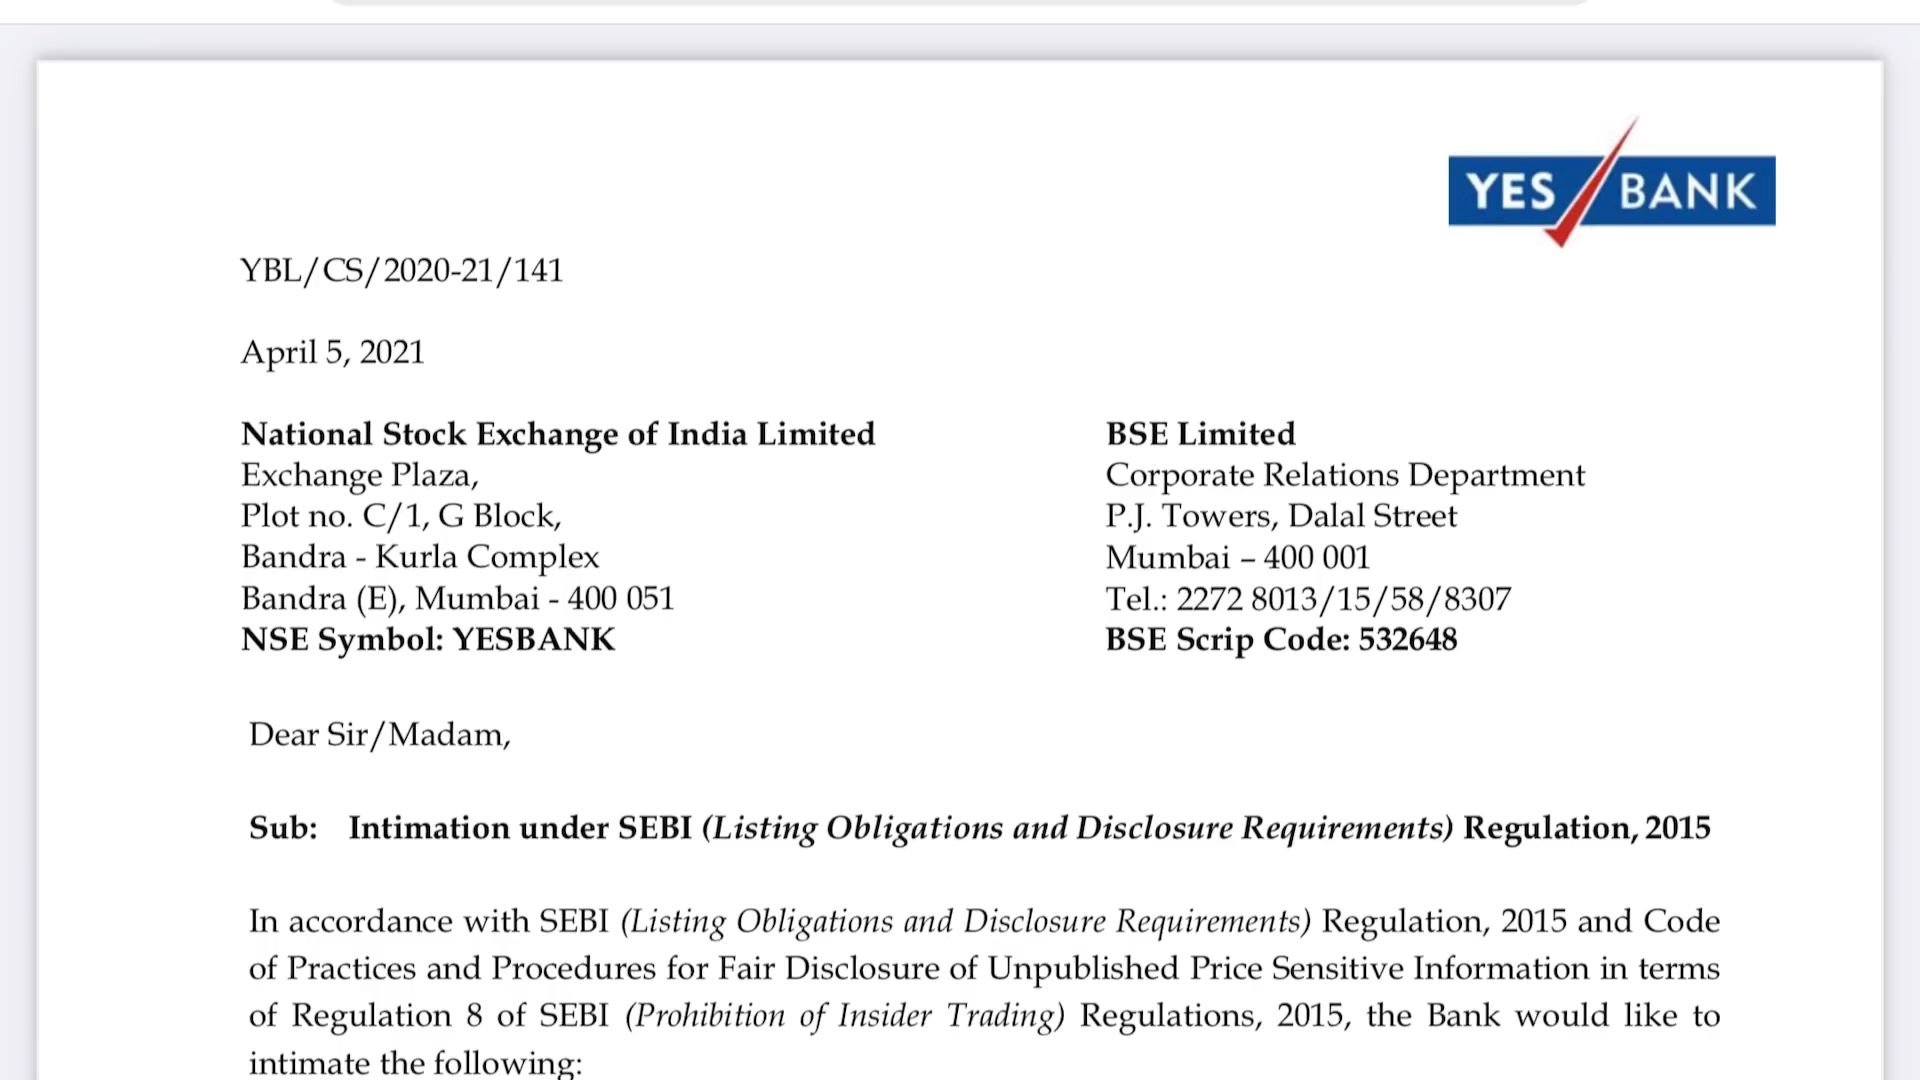 YES BANK
YBL/CS/2020-21/141
April 5, 2021
National Stock Exchange of India Limited
Exchange Plaza,
Plot no. C/1, G Block,
Bandra - Kurla Complex
Bandra (E), Mumbai - 400 051
NSE Symbol: YESBANK
BSE Limited
Corporate Relations Department
P.J. Towers, Dalal Street
Mumbai – 400 001
Tel.: 2272 8013/15/58/8307
BSE Scrip Code: 532648
Dear Sir/Madam,
Sub: Intimation under SEBI (Listing Obligations and Disclosure Requirements) Regulation, 2015
In accordance with SEBI (Listing Obligations and Disclosure Requirements) Regulation, 2015 and Code
of Practices and Procedures for Fair Disclosure of Unpublished Price Sensitive Information in terms
of Regulation 8 of SEBI (Prohibition of Insider Trading) Regulations, 2015, the Bank would like to
intimate the following: